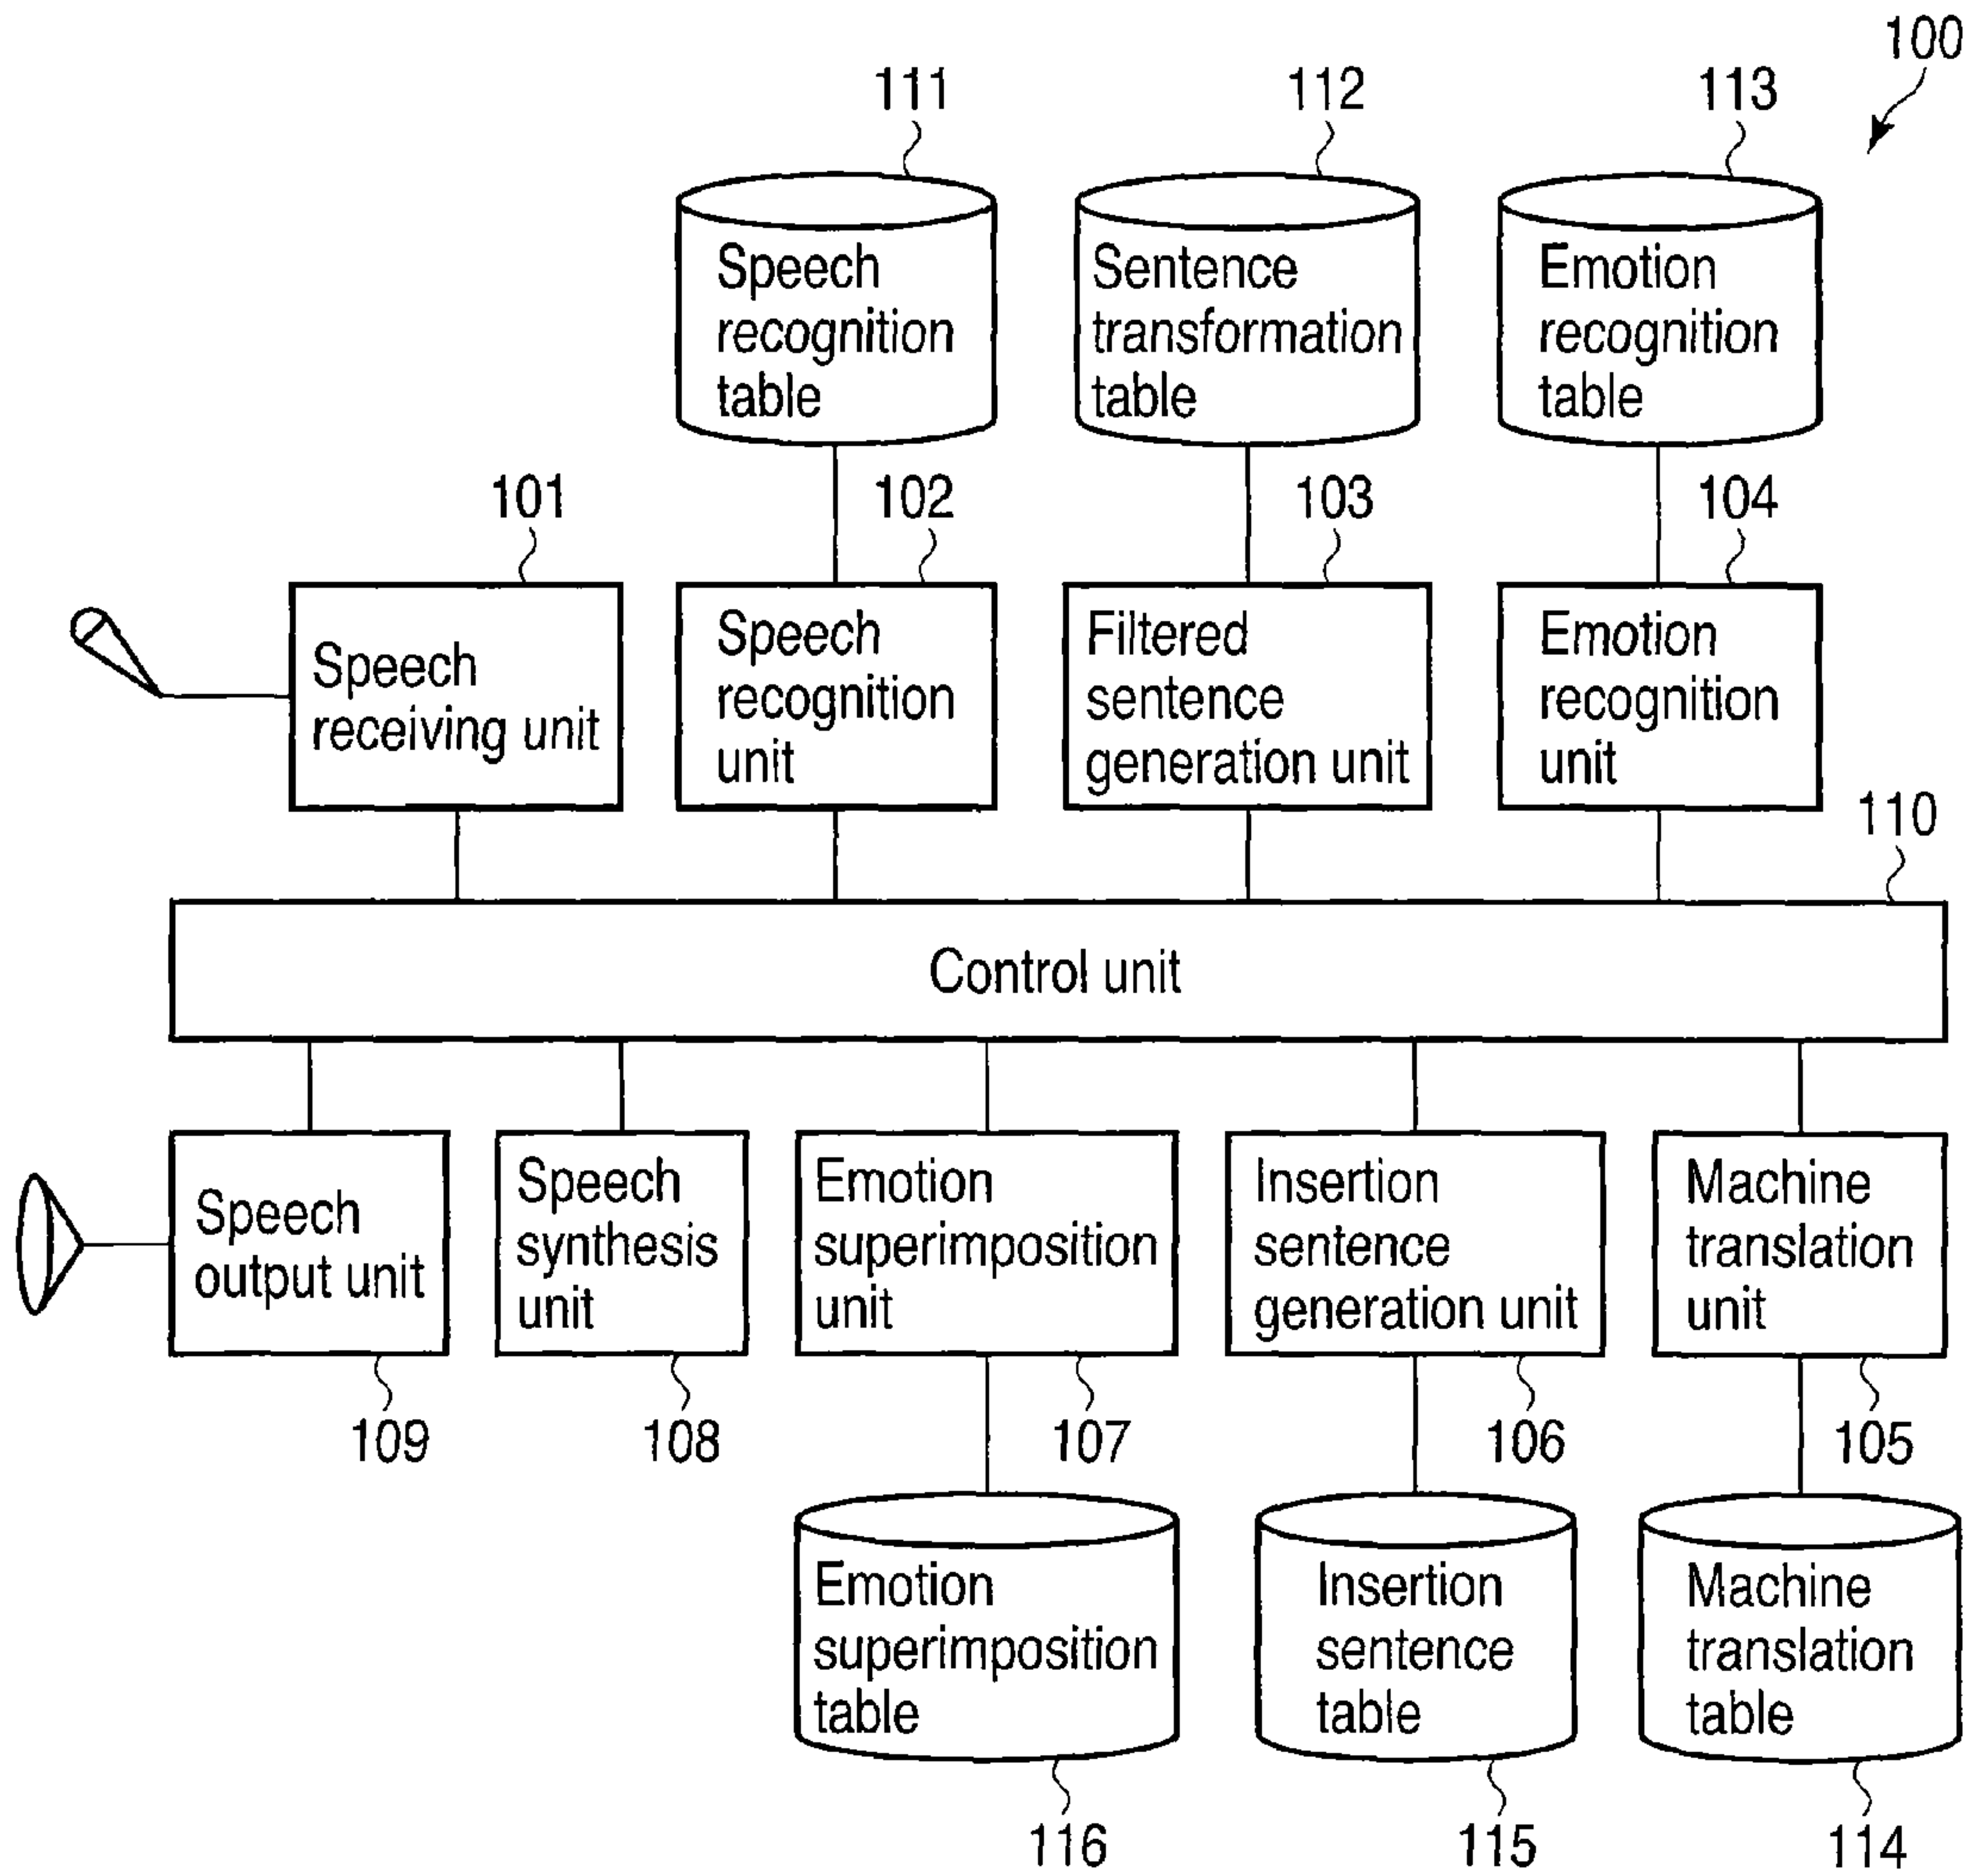 100
111
112
113
Speech
recognition
table
Sentence
transformation
table
Emotion
recognition
table
101
102
103
104
Speech
receiving unit
Speech
recognition
unit
Filtered
sentence
generation unit
Emotion
recognition
unit
110
Control unit
Speech
output unit
Speech
synthesis
unit
Emotion
superimposition
unit
Insertion
sentence
generation unit
Machine
translation
unit
109
108
107
106
105
Emotion
superimposition
table
Insertion
sentence
table
Machine
translation
table
116
115
114